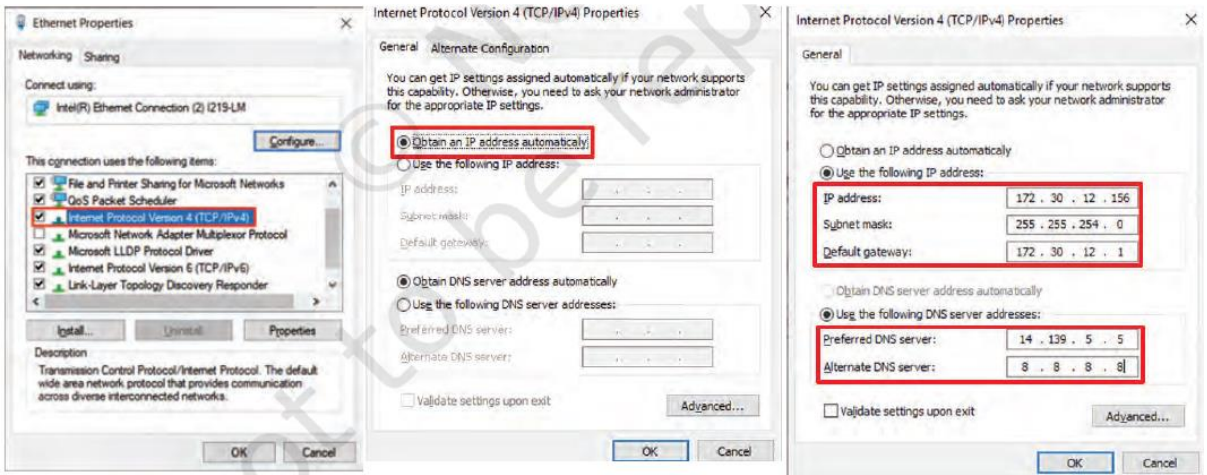 Ethernet Properties
Networking Sharing
Connect using:
Intel(R) Ethernet Connection (2) I219-LM
Configure...
This connection uses the following items:
File and Printer Sharing for Microsoft Networks
QoS Packet Scheduler
Internet Protocol Version 4 (TCP/IPv4)
Microsoft Network Adapter Multiplexor Protocol
Microsoft LLDP Protocol Driver
Internet Protocol Version 6 (TCP/IPv6)
Link-Layer Topology Discovery Responder
Install... Uninstall Properties
Description
Transmission Control Protocol/Internet Protocol. The default
wide area network protocol that provides communication
across diverse interconnected networks.
OK Cancel
Internet Protocol Version 4 (TCP/IPv4) Properties
General Alternate Configuration
You can get IP settings assigned automatically if your network supports
this capability. Otherwise, you need to ask your network administrator
for the appropriate IP settings.
Obtain an IP address automatically
Use the following IP address:
IP address:
Subnet mask:
Default gateway:
Obtain DNS server address automatically
Use the following DNS server addresses:
Preferred DNS server:
Alternate DNS server:
Validate settings upon exit
Advanced...
OK Cancel
Internet Protocol Version 4 (TCP/IPv4) Properties
General
You can get IP settings assigned automatically if your network supports
this capability. Otherwise, you need to ask your network administrator
for the appropriate IP settings.
Obtain an IP address automatically
Use the following IP address:
IP address: 172 . 30 . 12 . 156
Subnet mask: 255 . 255 . 254 . 0
Default gateway: 172 . 30 . 12 . 1
Obtain DNS server address automatically
Use the following DNS server addresses:
Preferred DNS server: 14 . 139 . 5 . 5
Alternate DNS server: 8 . 8 . 8 . 8
Validate settings upon exit
Advanced...
OK Cancel